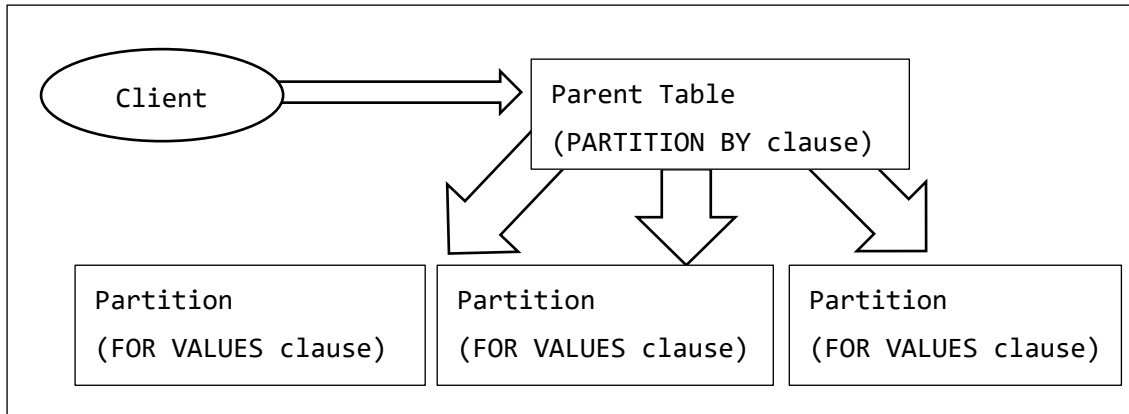 Client
Parent Table
(PARTITION BY clause)
Partition
(FOR VALUES clause)
Partition
(FOR VALUES clause)
Partition
(FOR VALUES clause)